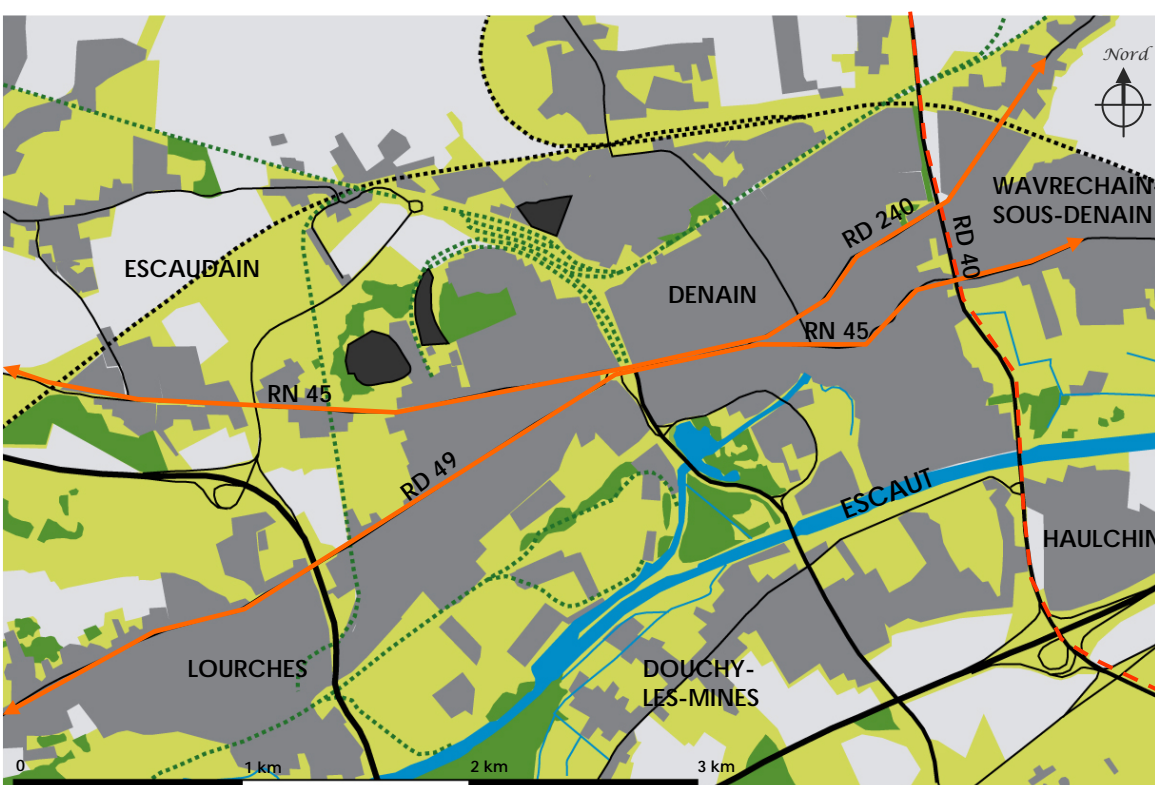 Nord
WAVRECHAIN-
SOUS-DENAIN
RD 240
RD 40
ESCAUDAIN
DENAIN
RN 45
RN 45
RD 49
ESCAUT
HAULCHIN
LOURCHES
DOUCHY-
LES-MINES
0
1 km
2 km
3 km